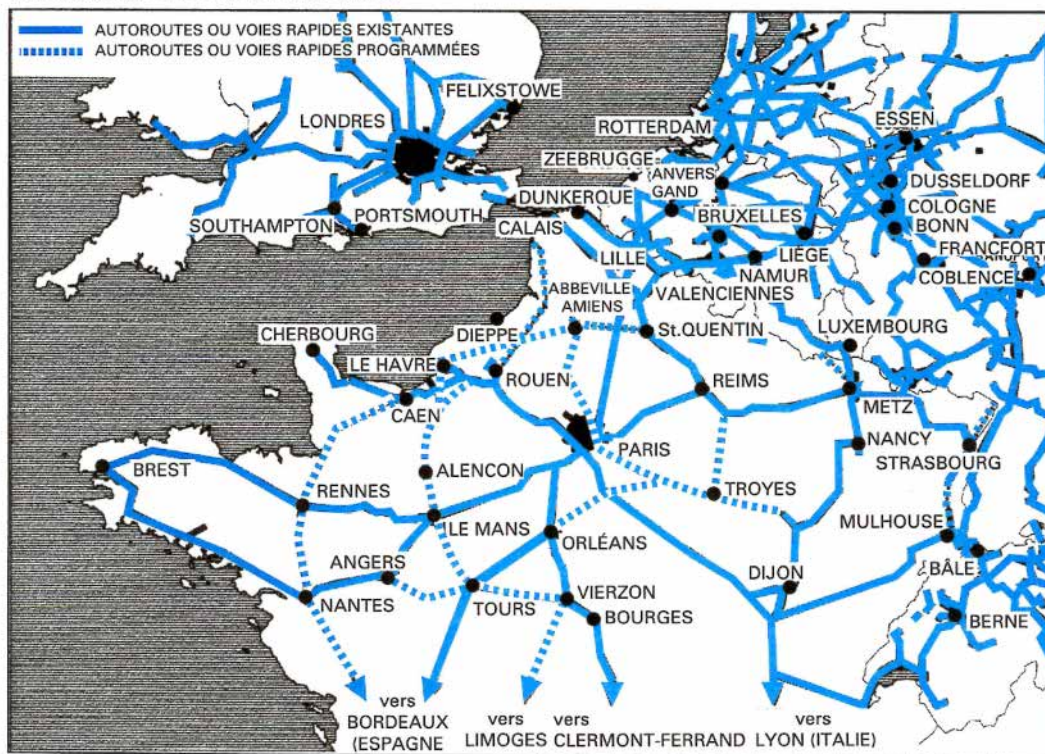 AUTOROUTES OU VOIES RAPIDES EXISTANTES
AUTOROUTES OU VOIES RAPIDES PROGRAMMÉES
FELIXSTOWE
LONDRES
ESSEN
ROTTERDAM
ZEEBRUGGE
ANVERS
GAND
DUSSELDORF
DUNKERQUE
COLOGNE
SOUTHAMPTON
PORTSMOUTH
BRUXELLES
BONN
CALAIS
LILLE
LIÉGE
FRANCFORT
NAMUR
COBLENCE
ABBEVILLE
AMIENS
VALENCIENNES
CHERBOURG
DIEPPE
St. QUENTIN
LUXEMBOURG
LE HAVRE
ROUEN
REIMS
CAEN
METZ
PARIS
NANCY
STRASBOURG
BREST
ALENCON
RENNES
TROYES
LE MANS
MULHOUSE
ORLÉANS
ANGERS
DIJON
BÂLE
NANTES
TOURS
VIERZON
BOURGES
BERNE
vers
BORDEAUX
(ESPAGNE
vers
LIMOGES
vers
CLERMONT-FERRAND
vers
LYON (ITALIE)